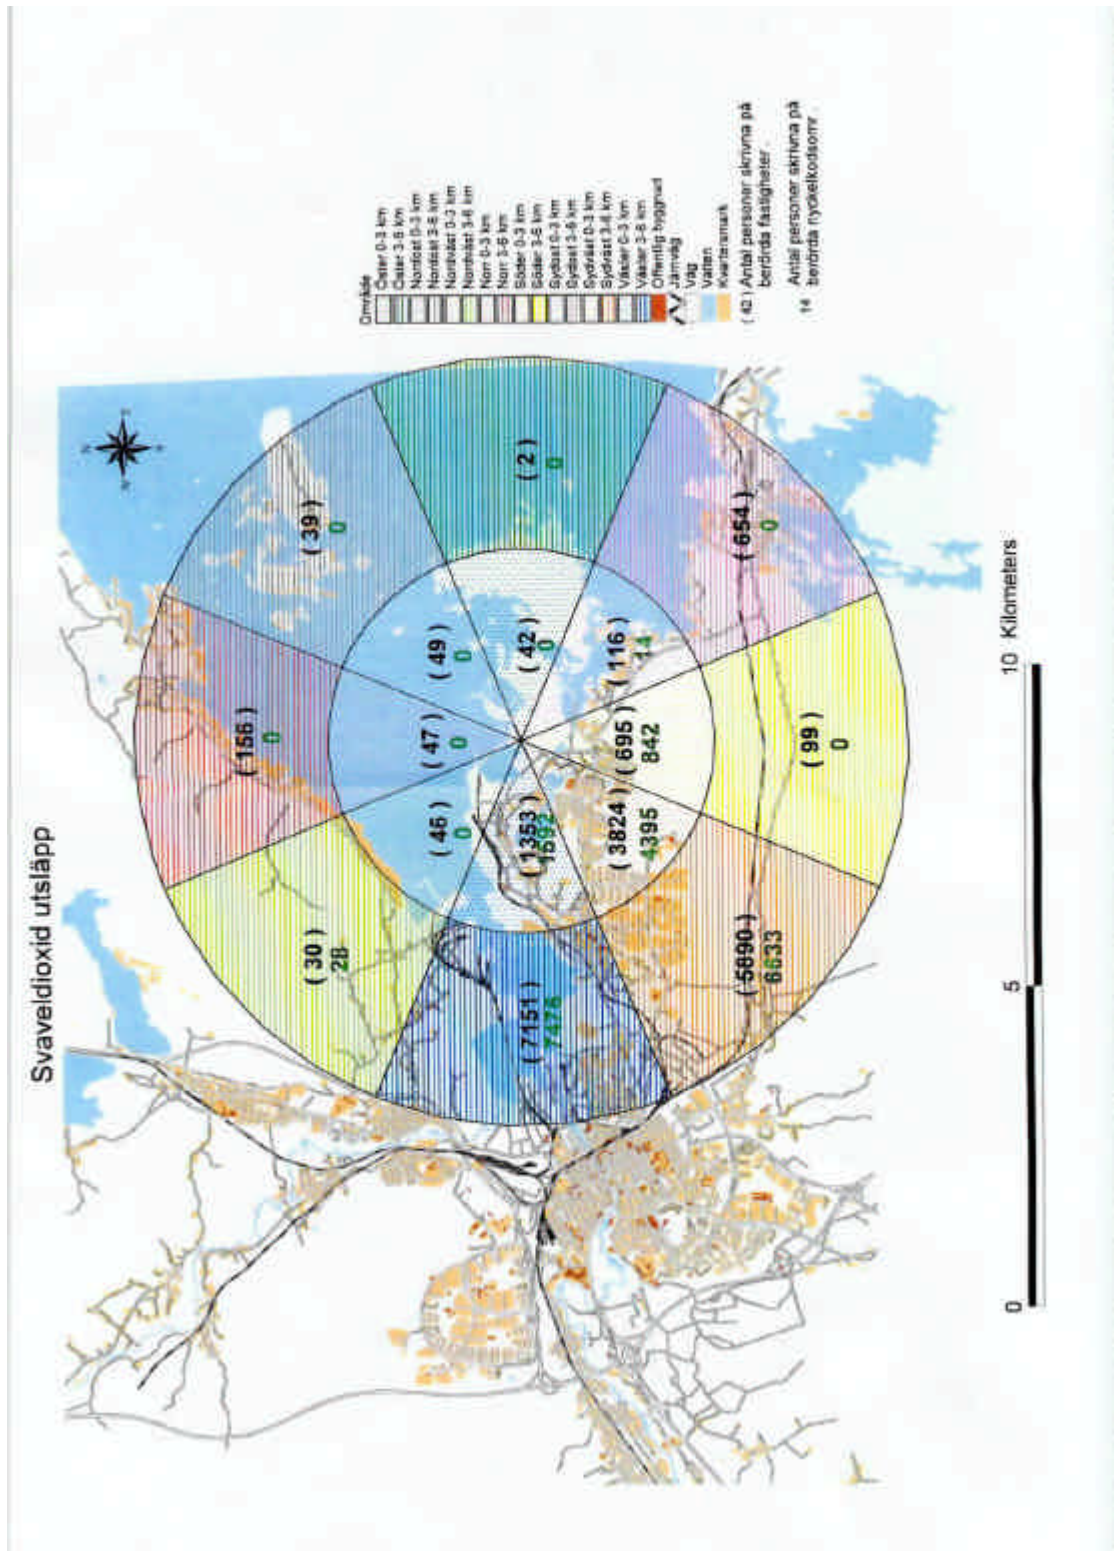 Svaveldioxid utsläpp
Område
Öster 0-3 km
Öster 3-6 km
Nordost 0-3 km
Nordost 3-6 km
Nordväst 0-3 km
Nordväst 3-6 km
Norr 0-3 km
Norr 3-6 km
Söder 0-3 km
Söder 3-6 km
Sydost 0-3 km
Sydost 3-6 km
Sydväst 0-3 km
Sydväst 3-6 km
Väster 0-3 km
Väster 3-6 km
Offentlig byggnad
Järnväg
Väg
Vatten
Kvartersmark
( 42 ) Antal personer skrivna på
berörda fastigheter.
14 Antal personer skrivna på
berörda nyckelkodsomr.
( 30 )
28
( 156 )
0
( 39 )
0
( 46 )
0
( 47 )
0
( 49 )
0
( 7151 )
7476
( 1353 )
1592
( 42 )
0
( 2 )
0
( 3824 )
4395
( 695 )
842
( 116 )
14
( 5890 )
6633
( 99 )
0
( 654 )
0
0
5
10 Kilometers